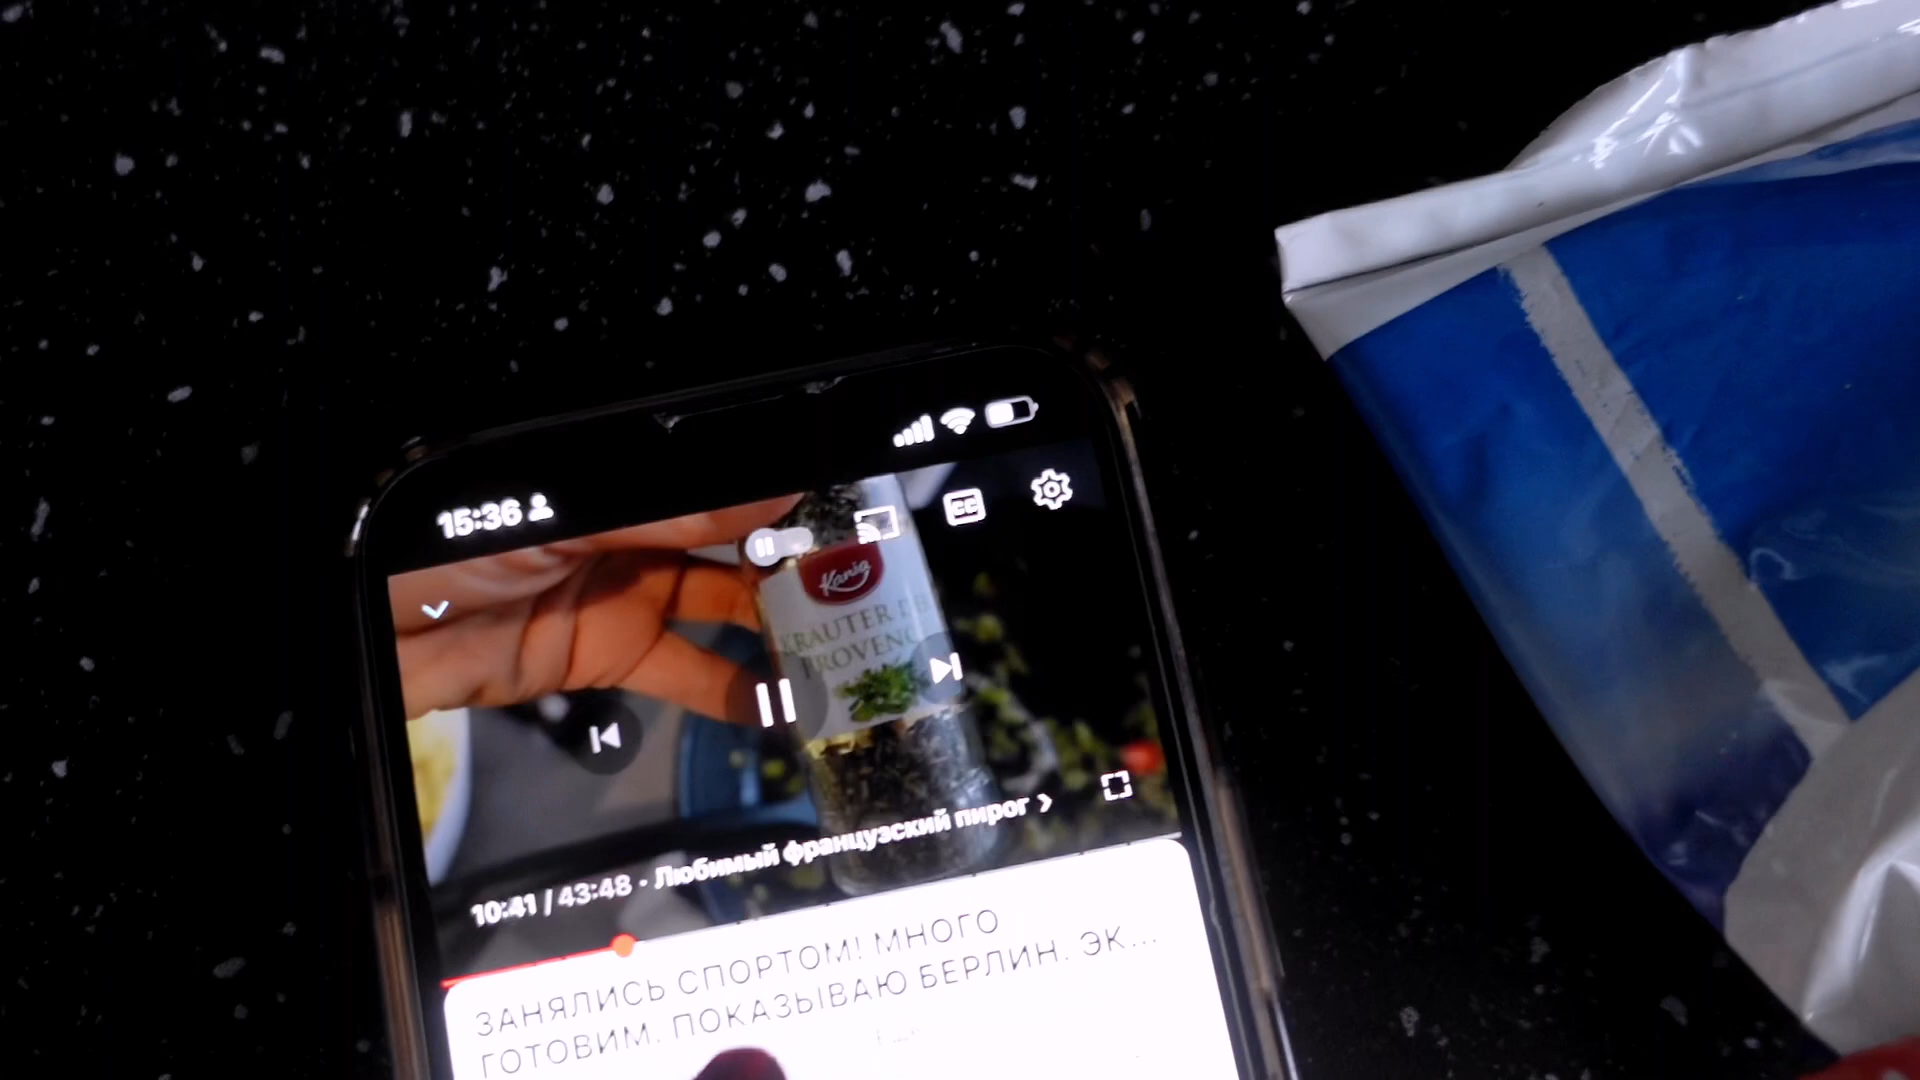 15:36
Kania
KRÄUTER DE
PROVENC
10:41 / 43:48 · Любимый французский пирог >
ЗАНЯЛИСЬ СПОРТОМ! МНОГО
ГОТОВИМ. ПОКАЗЫВАЮ БЕРЛИН. ЭК...